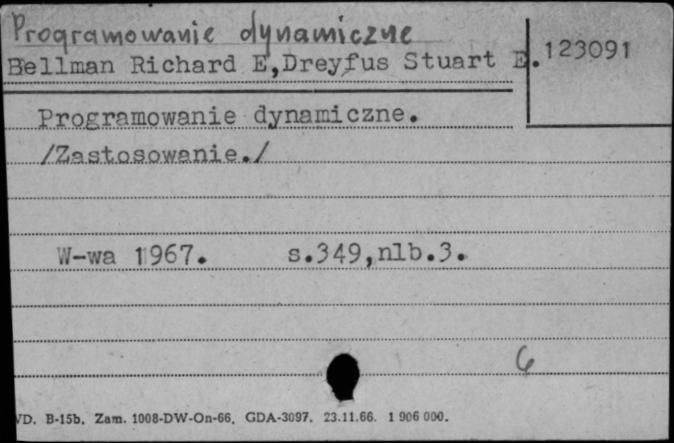 Programowanie dynamiczne
Bellman Richard E,Dreyfus Stuart E.
123091
Programowanie dynamiczne.
/Zastosowanie./
W-wa 1967. s.349,nlb.3.
6
VD. B-15b. Zam. 1008-DW-On-66. GDA-3097. 23.11.66. 1 906 000.